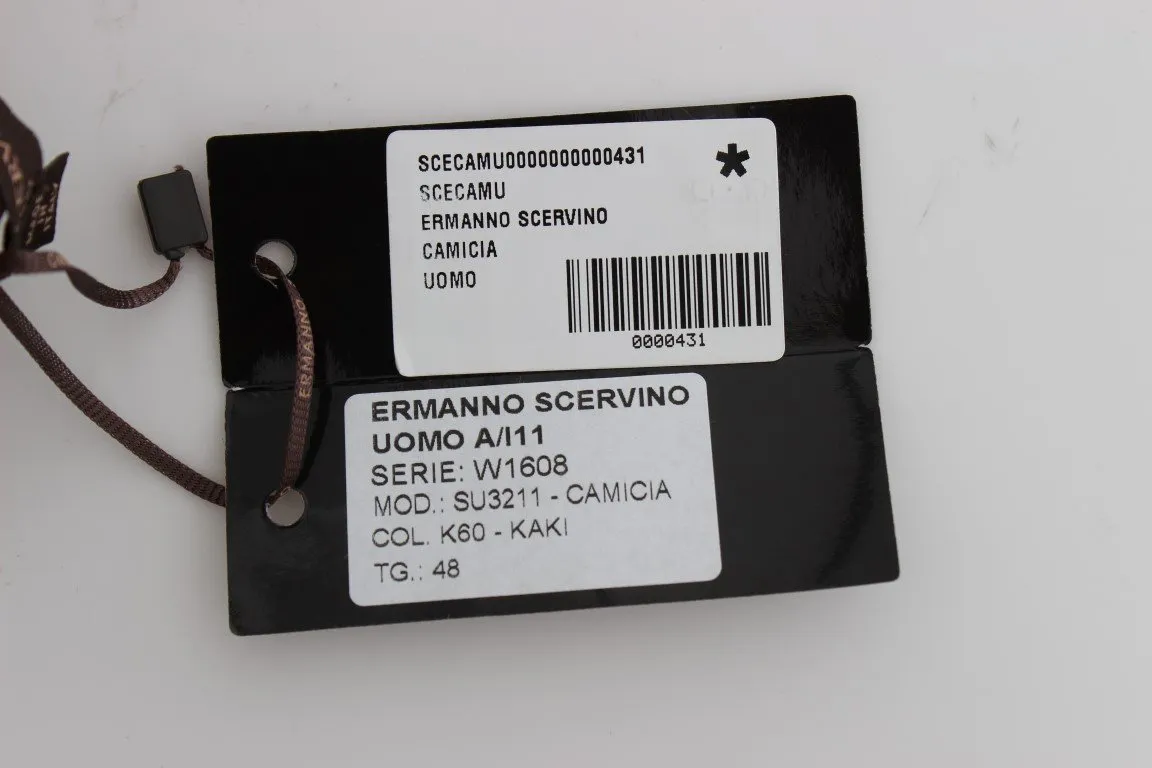 SCECAMU0000000000431
*
SCECAMU
ERMANNO SCERVINO
CAMICIA
UOMO
0000431
ERMANNO SCERVINO
UOMO A/I11
SERIE: W1608
MOD.: SU3211 - CAMICIA
COL. K60 - KAKI
TG.: 48
ERMANNO